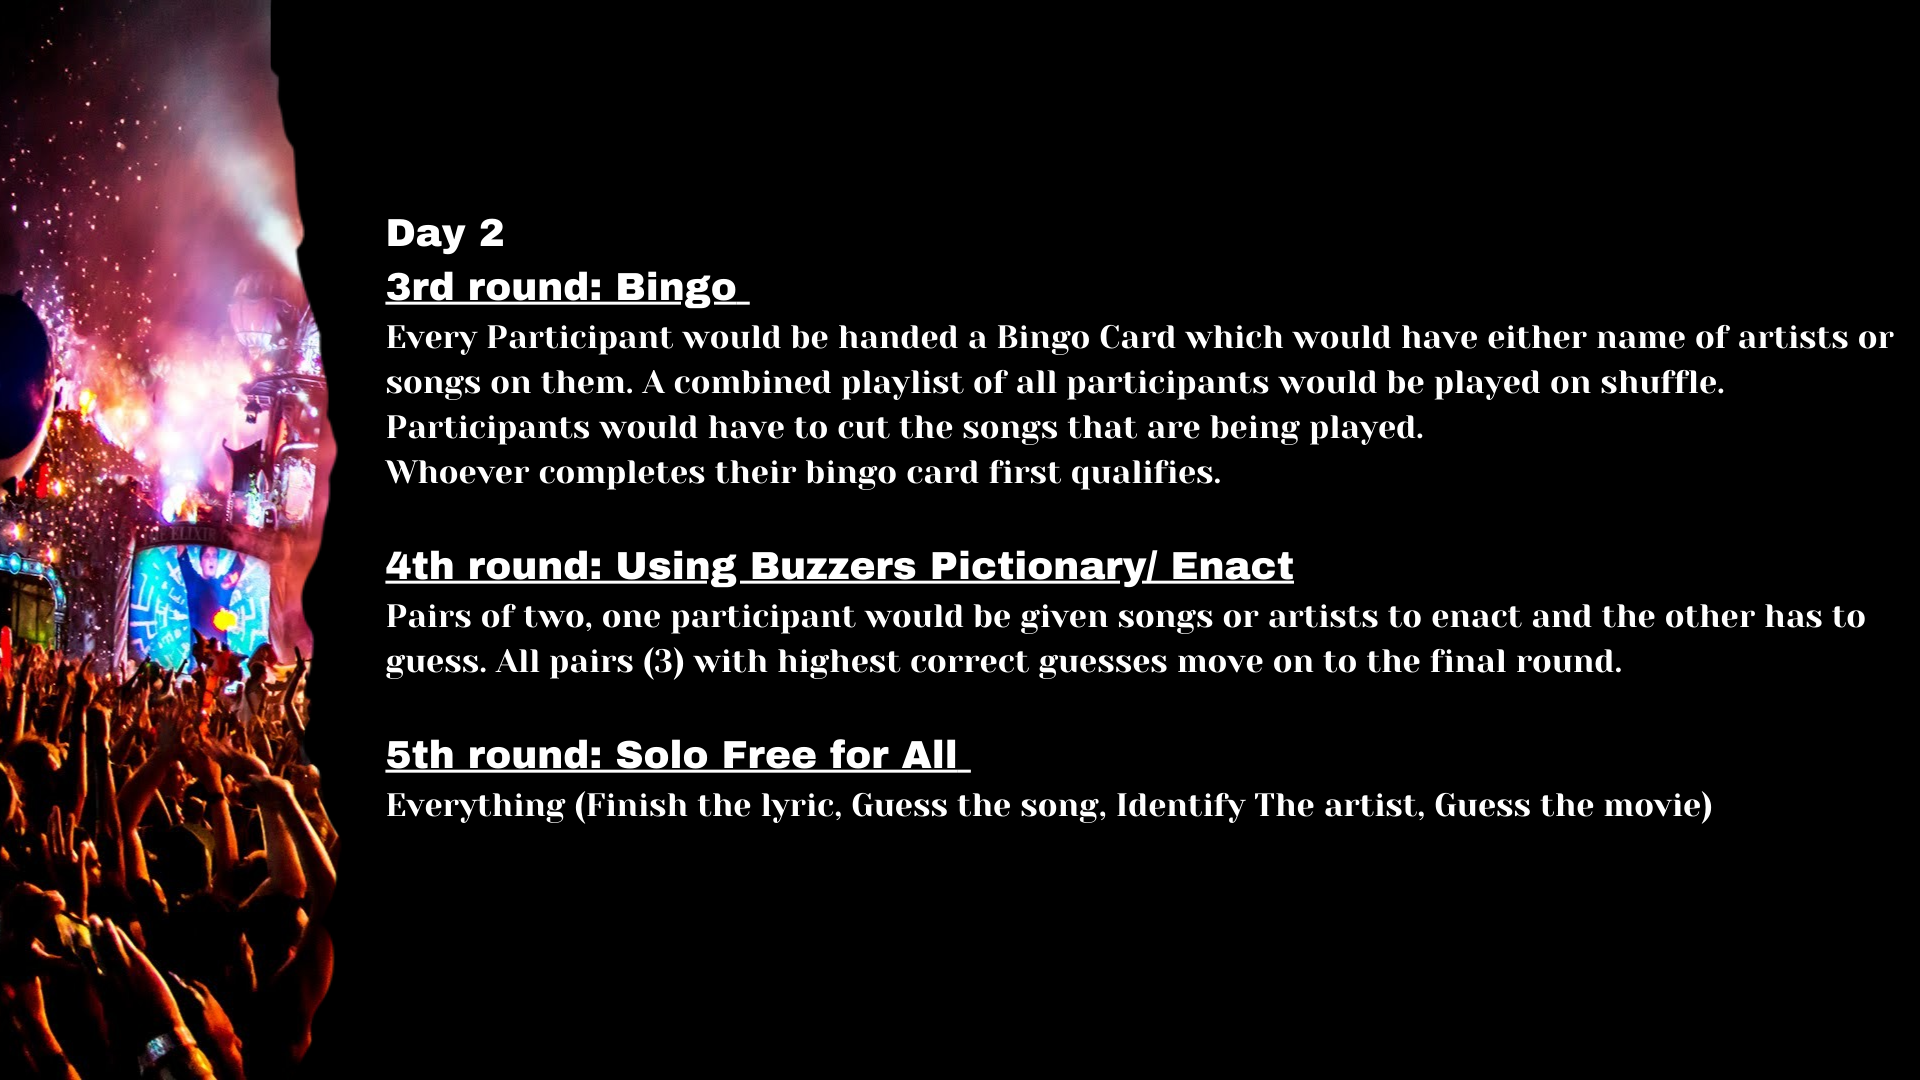 Day 2
3rd round: Bingo
Every Participant would be handed a Bingo Card which would have either name of artists or
songs on them. A combined playlist of all participants would be played on shuffle.
Participants would have to cut the songs that are being played.
Whoever completes their bingo card first qualifies.
4th round: Using Buzzers Pictionary/ Enact
Pairs of two, one participant would be given songs or artists to enact and the other has to
guess. All pairs (3) with highest correct guesses move on to the final round.
5th round: Solo Free for All
Everything (Finish the lyric, Guess the song, Identify The artist, Guess the movie)
ELIXIR